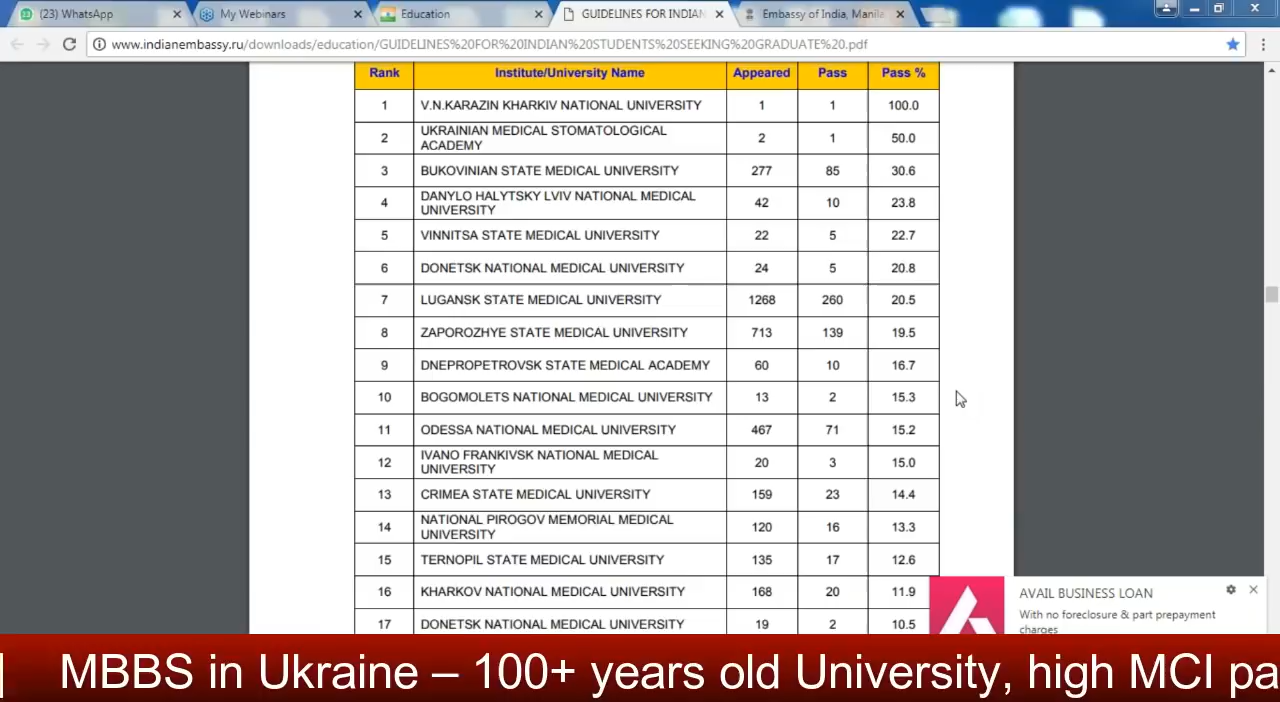 (23) WhatsApp
My Webinars
Education
GUIDELINES FOR INDIAN
Embassy of India, Manila
www.indianembassy.ru/downloads/education/GUIDELINES%20FOR%20INDIAN%20STUDENTS%20SEEKING%20GRADUATE%20.pdf
Rank Institute/University Name Appeared Pass Pass %
1 V.N.KARAZIN KHARKIV NATIONAL UNIVERSITY 1 1 100.0
2 UKRAINIAN MEDICAL STOMATOLOGICAL
ACADEMY 2 1 50.0
3 BUKOVINIAN STATE MEDICAL UNIVERSITY 277 85 30.6
4 DANYLO HALYTSKY LVIV NATIONAL MEDICAL
UNIVERSITY 42 10 23.8
5 VINNITSA STATE MEDICAL UNIVERSITY 22 5 22.7
6 DONETSK NATIONAL MEDICAL UNIVERSITY 24 5 20.8
7 LUGANSK STATE MEDICAL UNIVERSITY 1268 260 20.5
8 ZAPOROZHYE STATE MEDICAL UNIVERSITY 713 139 19.5
9 DNEPROPETROVSK STATE MEDICAL ACADEMY 60 10 16.7
10 BOGOMOLETS NATIONAL MEDICAL UNIVERSITY 13 2 15.3
11 ODESSA NATIONAL MEDICAL UNIVERSITY 467 71 15.2
12 IVANO FRANKIVSK NATIONAL MEDICAL
UNIVERSITY 20 3 15.0
13 CRIMEA STATE MEDICAL UNIVERSITY 159 23 14.4
14 NATIONAL PIROGOV MEMORIAL MEDICAL
UNIVERSITY 120 16 13.3
15 TERNOPIL STATE MEDICAL UNIVERSITY 135 17 12.6
16 KHARKOV NATIONAL MEDICAL UNIVERSITY 168 20 11.9
17 DONETSK NATIONAL MEDICAL UNIVERSITY 19 2 10.5
AVAIL BUSINESS LOAN
With no foreclosure & part prepayment
charges
| MBBS in Ukraine – 100+ years old University, high MCI pa